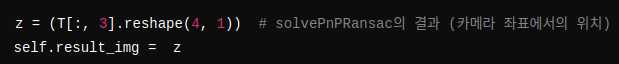 z = (T[:, 3].reshape(4, 1))  # solvePnPRansac의 결과 (카메라 좌표에서의 위치)
self.result_img =  z